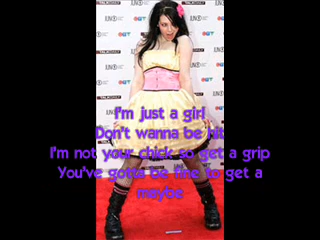 I'm just a girl
Don't wanna be hit
I'm not your chick so get a grip
You've gotta be fine to get a
maybe